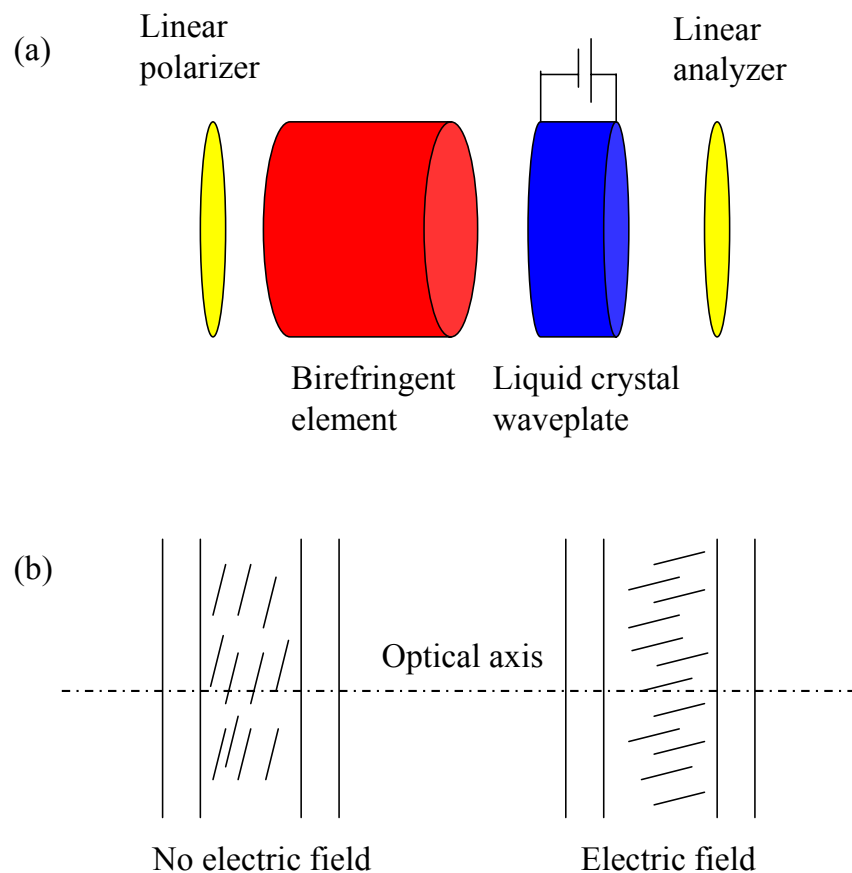 (a)
Linear
polarizer
Linear
analyzer
Birefringent
element
Liquid crystal
waveplate
(b)
Optical axis
No electric field
Electric field